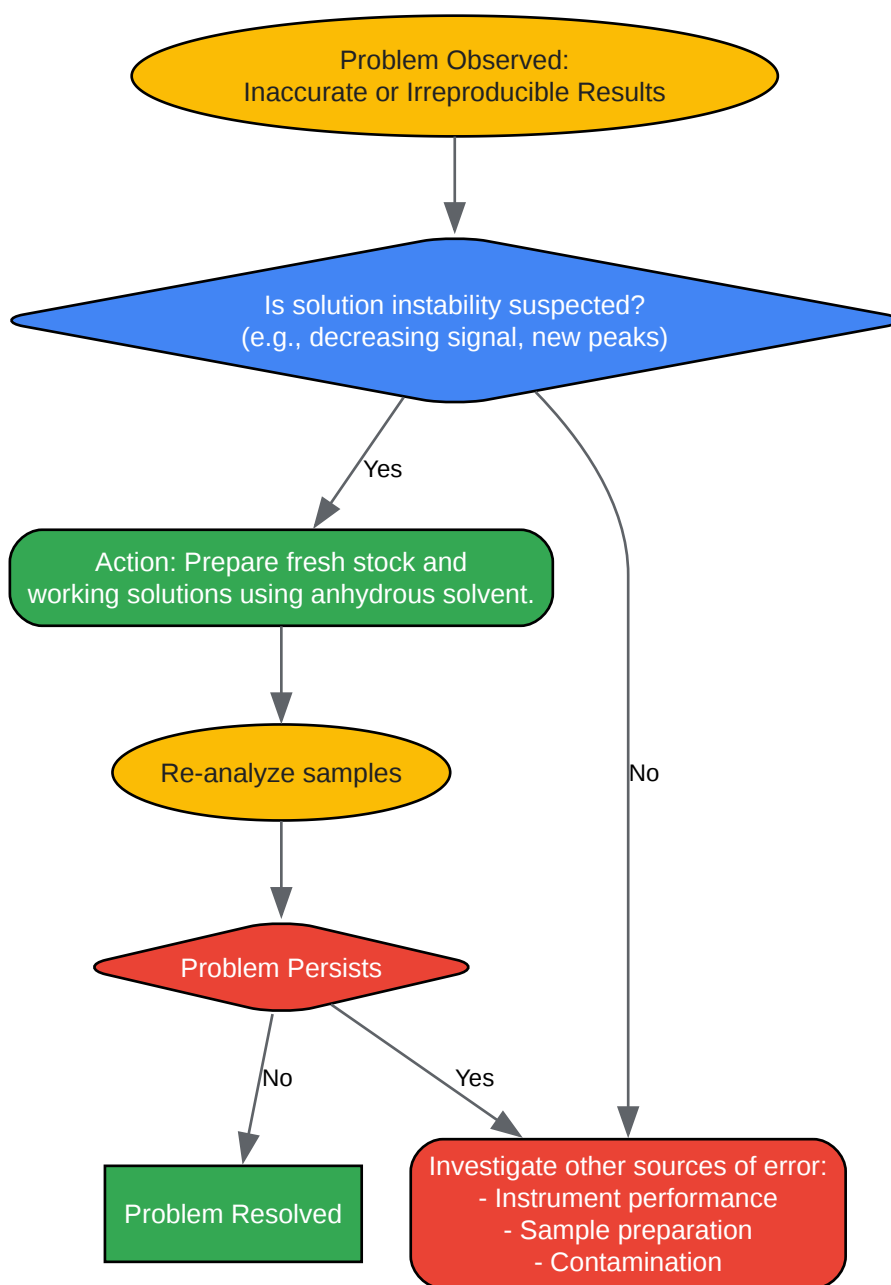 Problem Observed:
Inaccurate or Irreproducible Results
Is solution instability suspected?
(e.g., decreasing signal, new peaks)
Yes
Action: Prepare fresh stock and
working solutions using anhydrous solvent.
Re-analyze samples
No
Problem Persists
No
Yes
Problem Resolved
Investigate other sources of error:
- Instrument performance
- Sample preparation
- Contamination